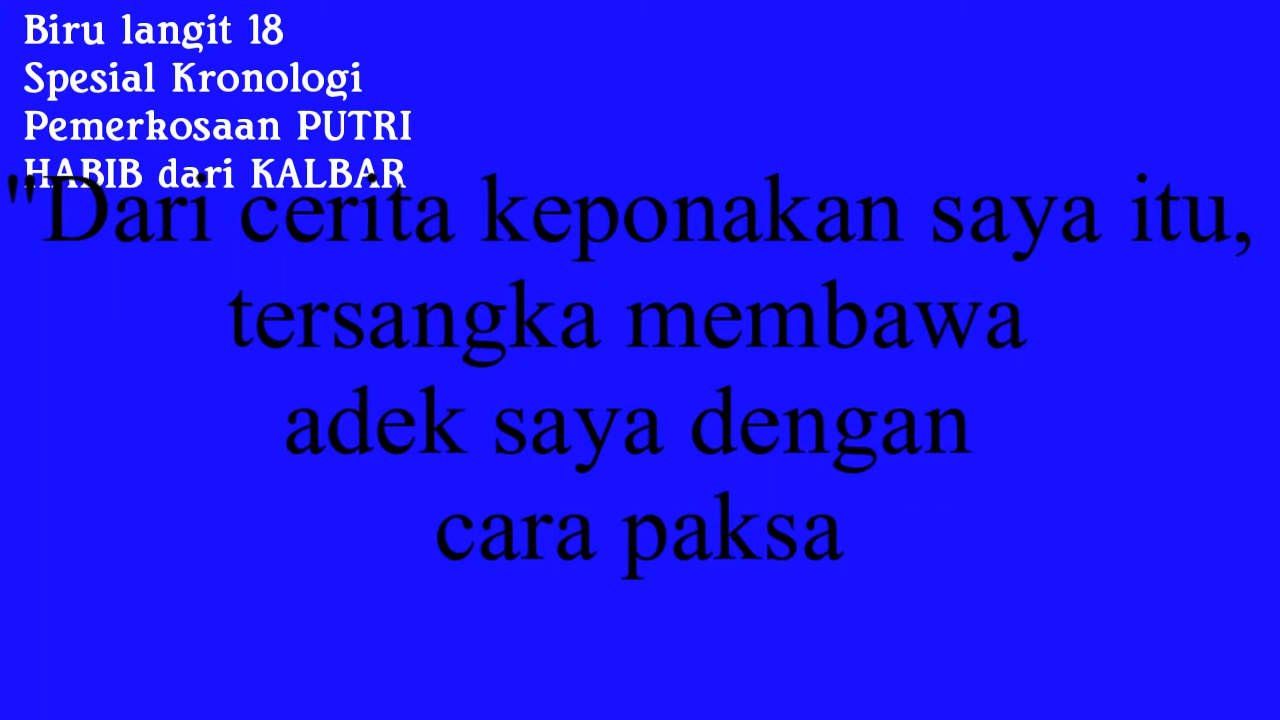 Biru langit 18
Spesial Kronologi
Pemerkosaan PUTRI
HABIB dari KALBAR
"Dari cerita keponakan saya itu,
tersangka membawa
adek saya dengan
cara paksa